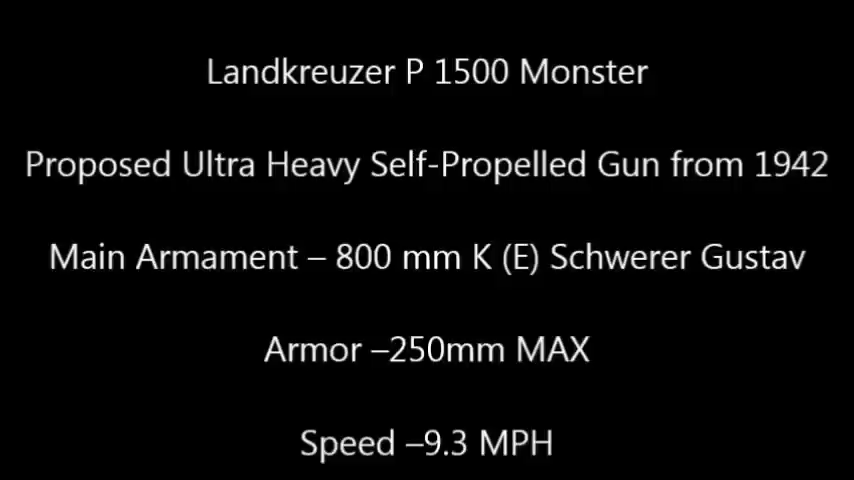 Landkreuzer P 1500 Monster
Proposed Ultra Heavy Self-Propelled Gun from 1942
Main Armament – 800 mm K (E) Schwerer Gustav
Armor –250mm MAX
Speed –9.3 MPH